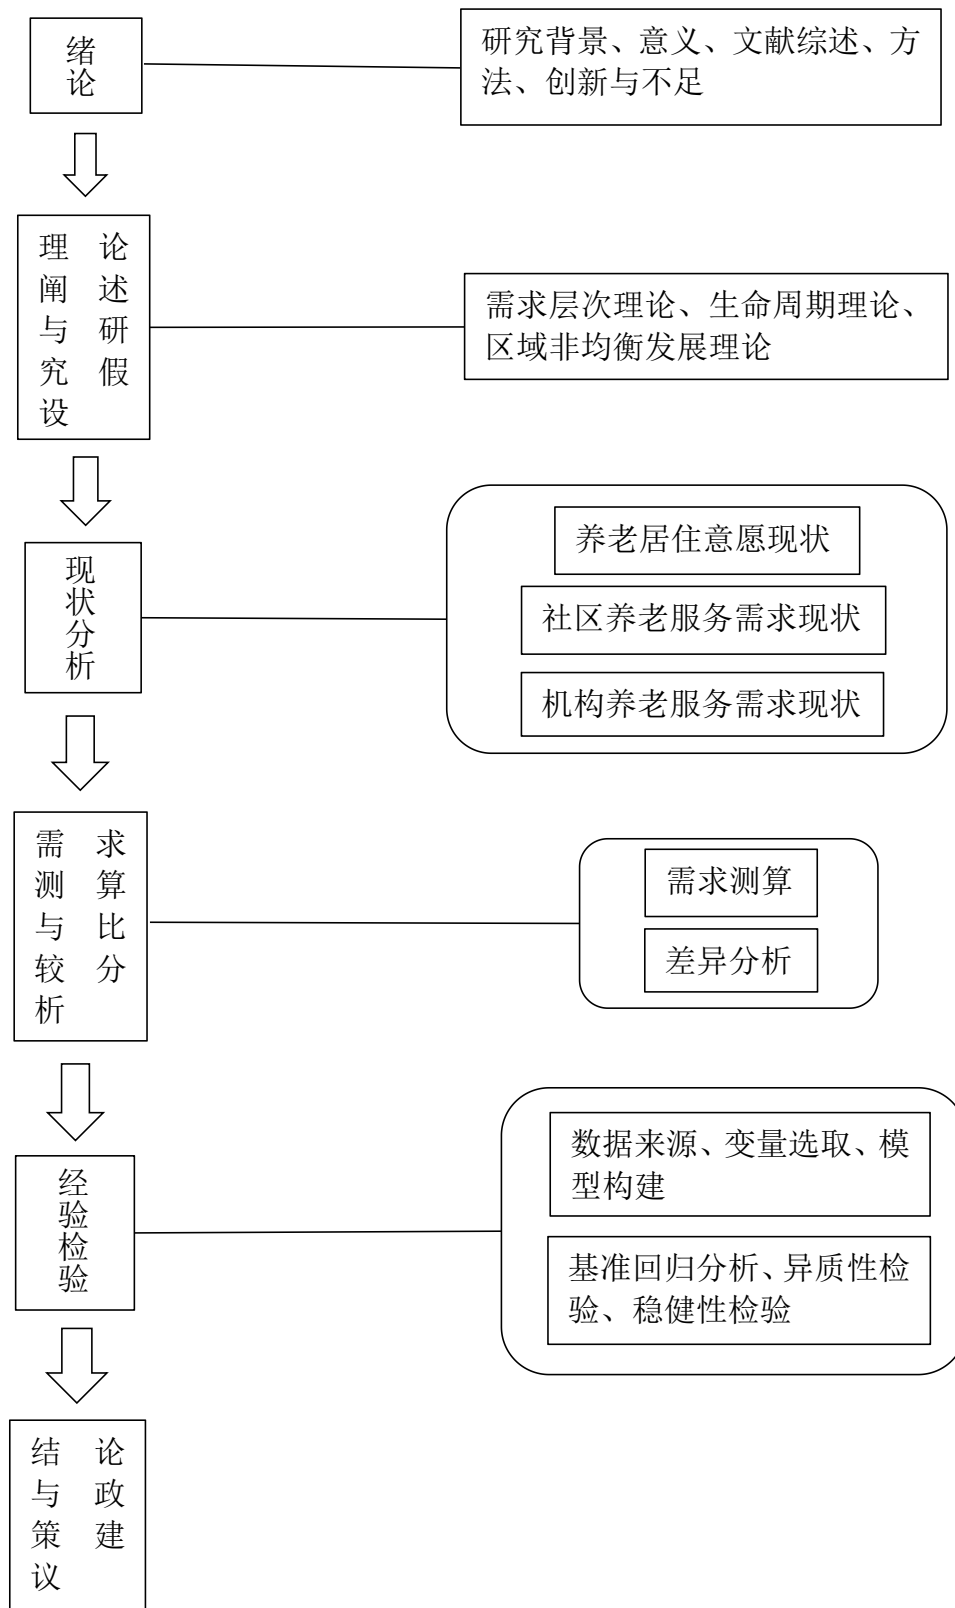 绪
论
研究背景、意义、文献综述、方
法、创新与不足
理 论
阐 述
与 研
究 假
设
需求层次理论、生命周期理论、
区域非均衡发展理论
现
状
分
析
养老居住意愿现状
社区养老服务需求现状
机构养老服务需求现状
需 求
测 算
与 比
较 分
析
需求测算
差异分析
经
验
检
验
数据来源、变量选取、模
型构建
基准回归分析、异质性检
验、稳健性检验
结 论
与 政
策 建
议